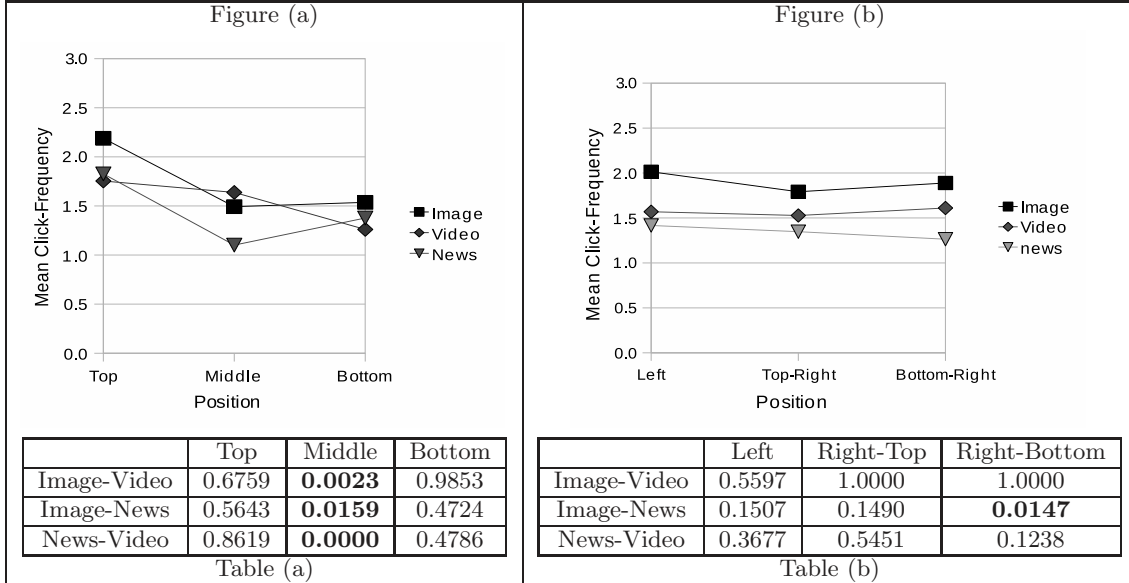 Figure (a)
3.0
2.5
2.0
1.5
1.0
0.5
0.0
Mean Click-Frequency
Top Middle Bottom
Position
Image
Video
News
Top Middle Bottom
Image-Video 0.6759 0.0023 0.9853
Image-News 0.5643 0.0159 0.4724
News-Video 0.8619 0.0000 0.4786
Table (a)
Figure (b)
3.0
2.5
2.0
1.5
1.0
0.5
0.0
Mean Click-Frequency
Left Top-Right Bottom-Right
Position
Image
Video
news
Left Right-Top Right-Bottom
Image-Video 0.5597 1.0000 1.0000
Image-News 0.1507 0.1490 0.0147
News-Video 0.3677 0.5451 0.1238
Table (b)